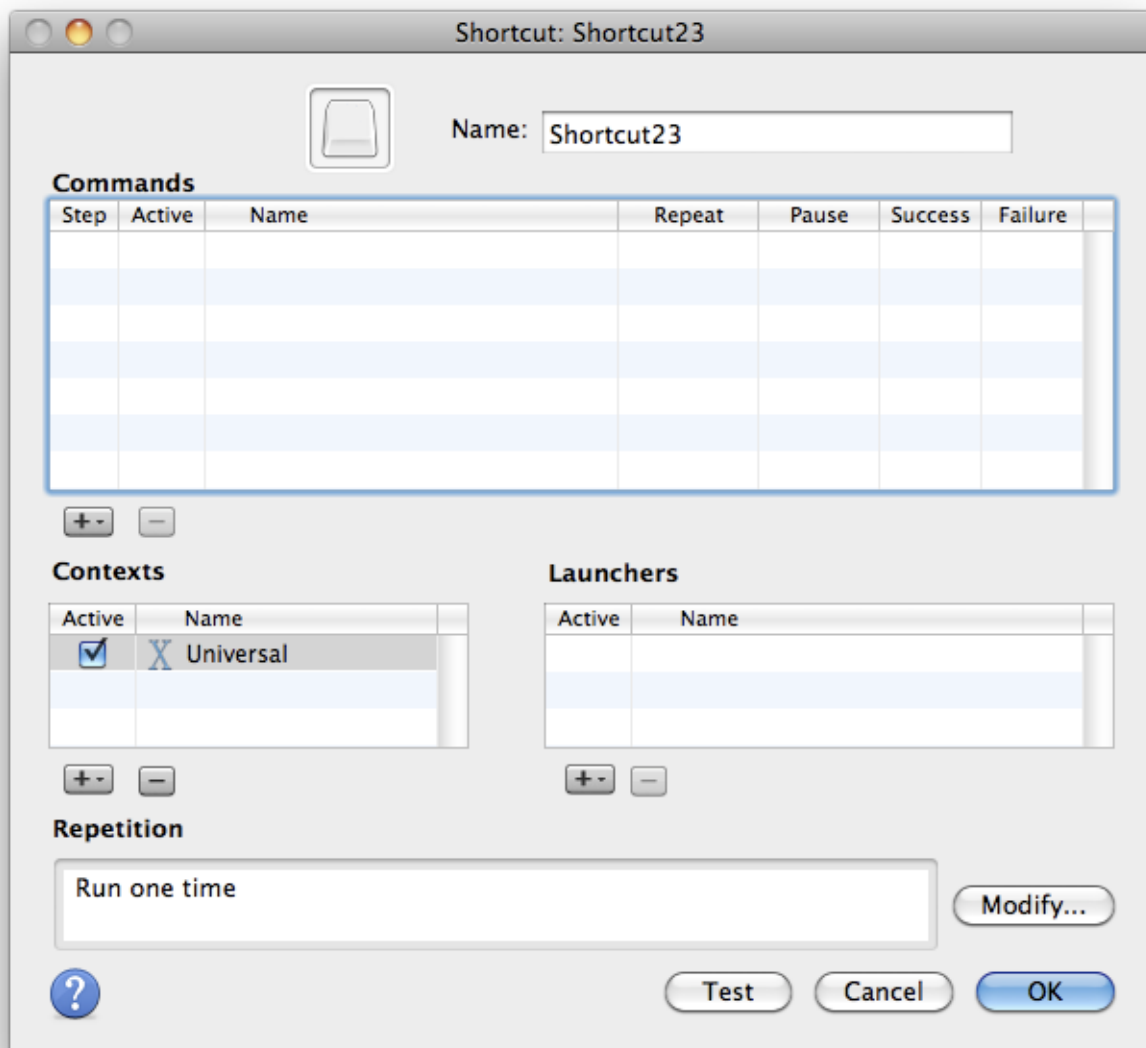 Shortcut: Shortcut23
Name: Shortcut23
Commands
Step Active Name Repeat Pause Success Failure
Contexts Launchers
Active Name Active Name
X Universal
Repetition
Run one time
Modify...
? Test Cancel OK